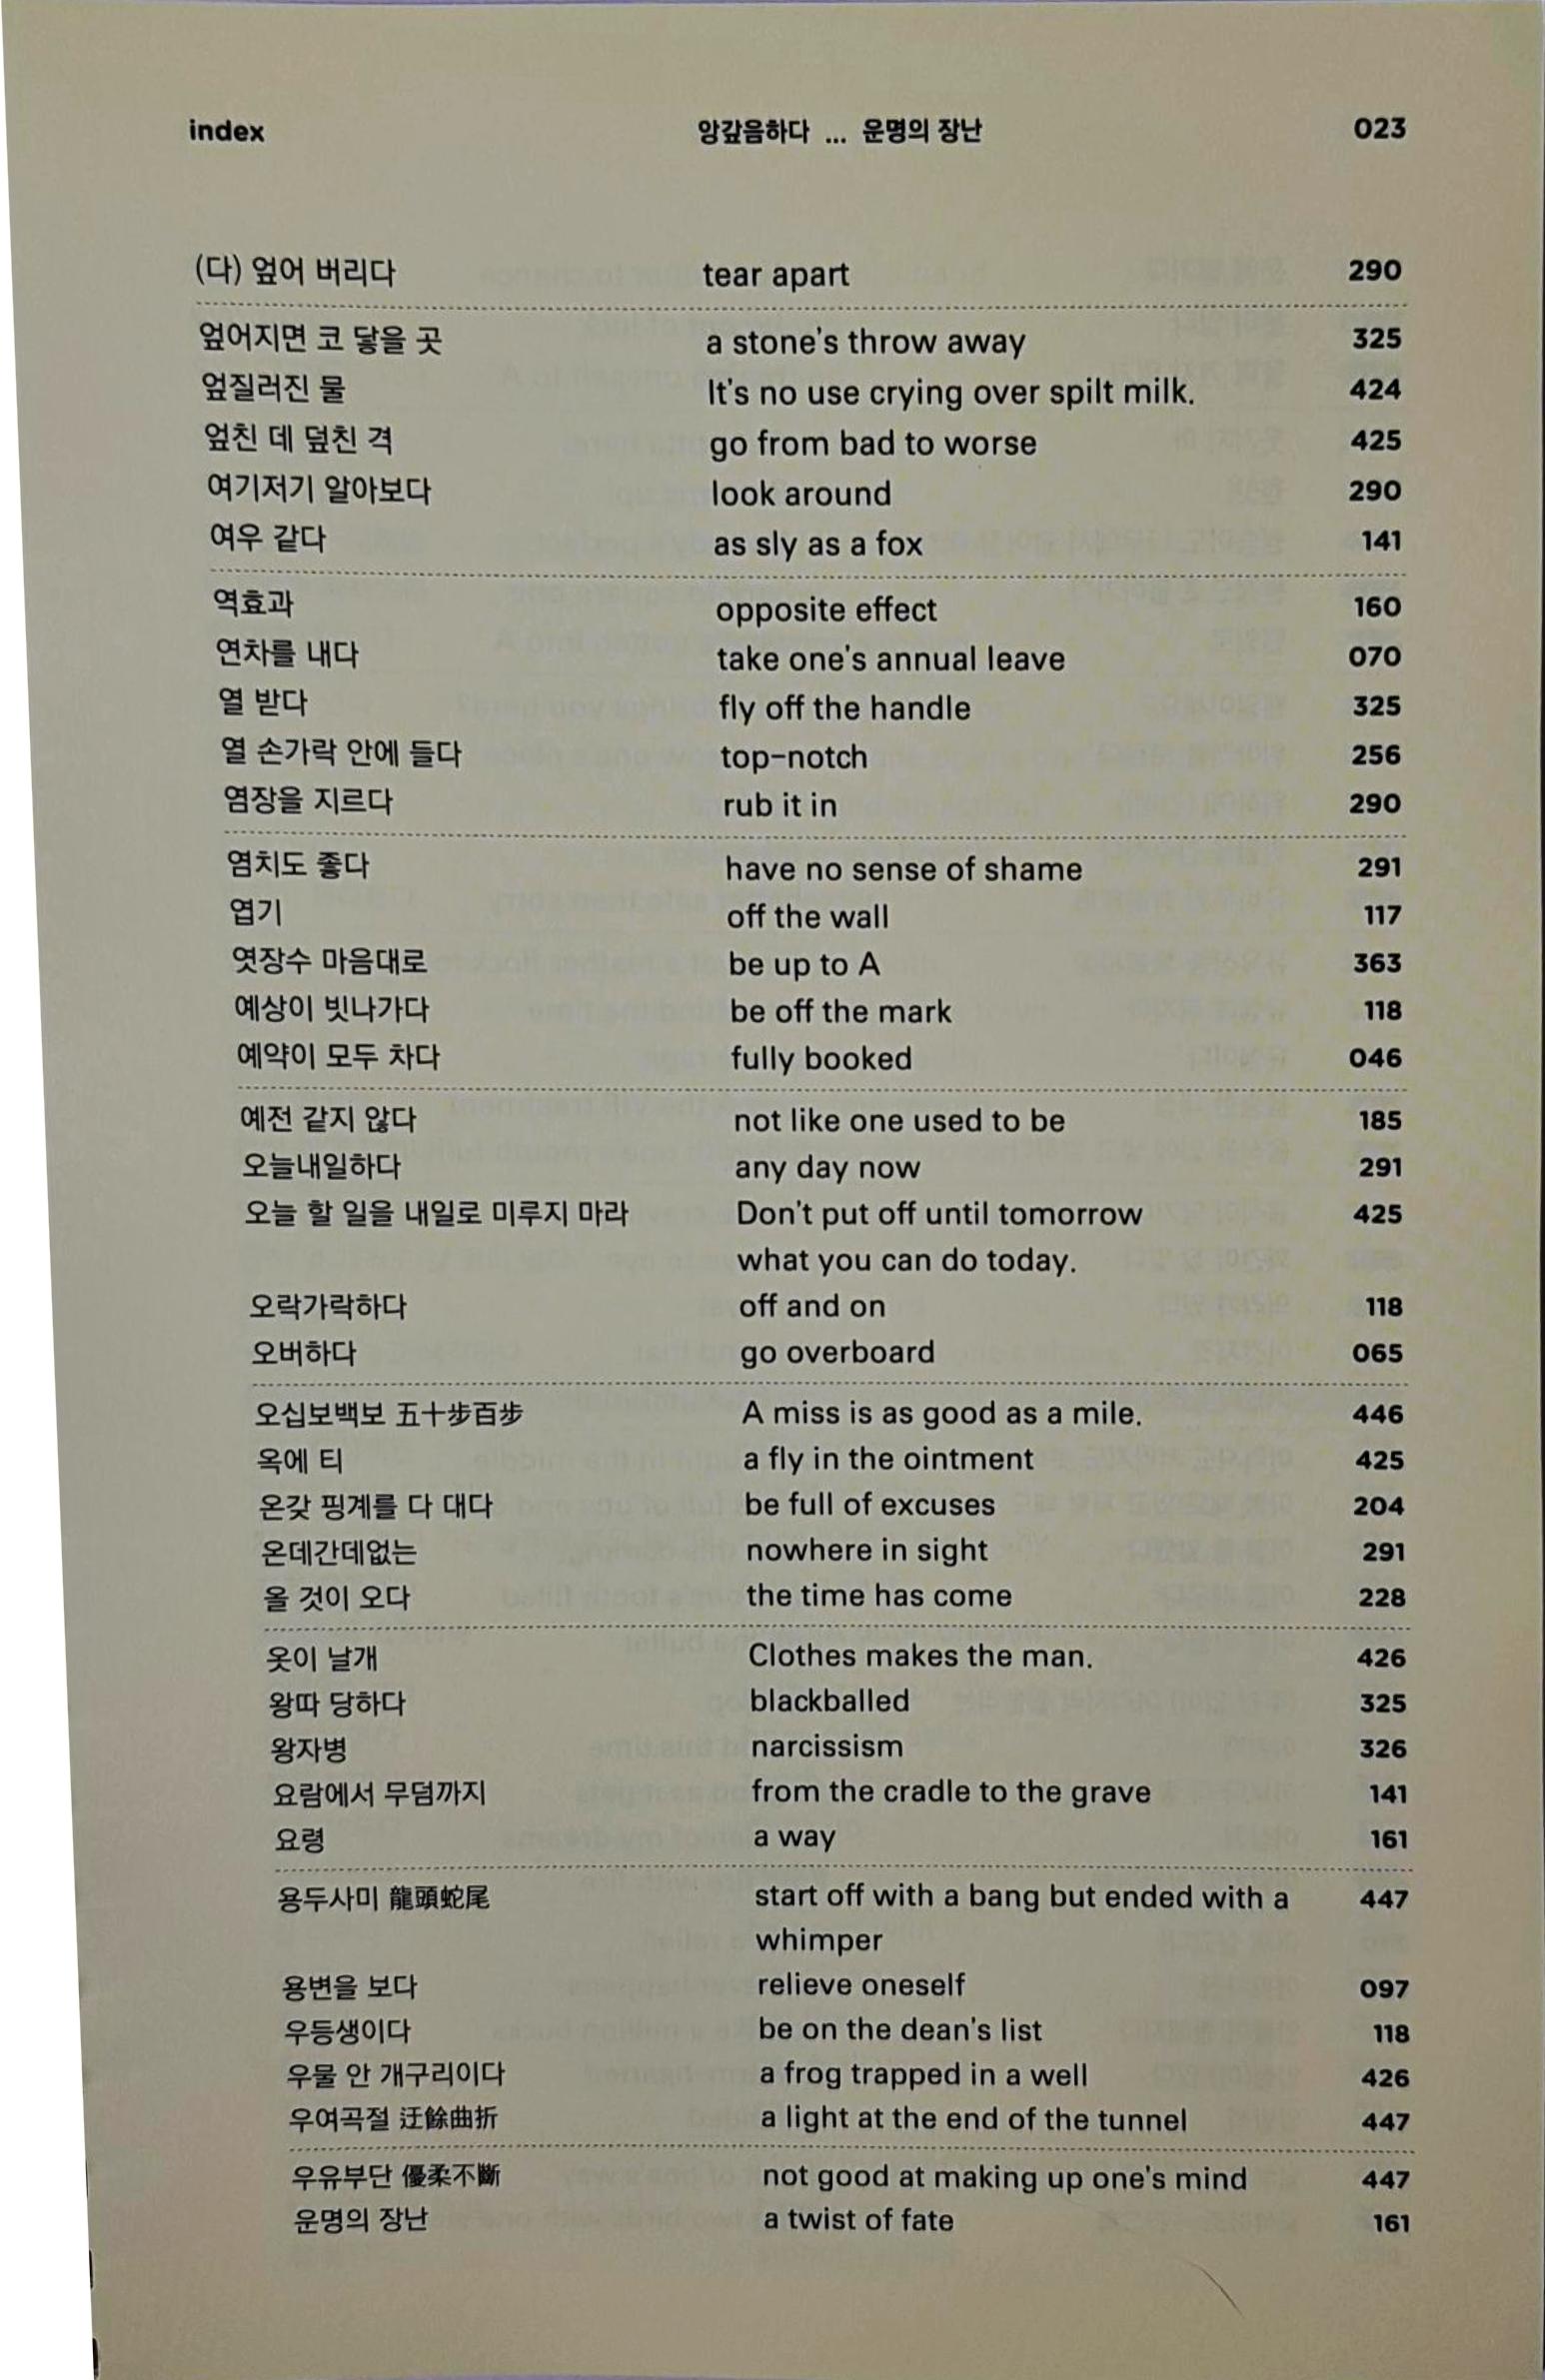 index 앙갚음하다 ... 운명의 장난 023
(다) 엎어 버리다 tear apart 290
엎어지면 코 닿을 곳 a stone's throw away 325
엎질러진 물 It's no use crying over spilt milk. 424
엎친 데 덮친 격 go from bad to worse 425
여기저기 알아보다 look around 290
여우 같다 as sly as a fox 141
역효과 opposite effect 160
연차를 내다 take one's annual leave 070
열 받다 fly off the handle 325
열 손가락 안에 들다 top-notch 256
염장을 지르다 rub it in 290
염치도 좋다 have no sense of shame 291
엽기 off the wall 117
엿장수 마음대로 be up to A 363
예상이 빗나가다 be off the mark 118
예약이 모두 차다 fully booked 046
예전 같지 않다 not like one used to be 185
오늘내일하다 any day now 291
오늘 할 일을 내일로 미루지 마라 Don't put off until tomorrow 425
what you can do today.
오락가락하다 off and on 118
오버하다 go overboard 065
오십보백보 五十步百步 A miss is as good as a mile. 446
옥에 티 a fly in the ointment 425
온갖 핑계를 다 대다 be full of excuses 204
온데간데없는 nowhere in sight 291
올 것이 오다 the time has come 228
옷이 날개 Clothes makes the man. 426
왕따 당하다 blackballed 325
왕자병 narcissism 326
요람에서 무덤까지 from the cradle to the grave 141
요령 a way 161
용두사미 龍頭蛇尾 start off with a bang but ended with a 447
whimper
용변을 보다 relieve oneself 097
우등생이다 be on the dean's list 118
우물 안 개구리이다 a frog trapped in a well 426
우여곡절 迂餘曲折 a light at the end of the tunnel 447
우유부단 優柔不斷 not good at making up one's mind 447
운명의 장난 a twist of fate 161